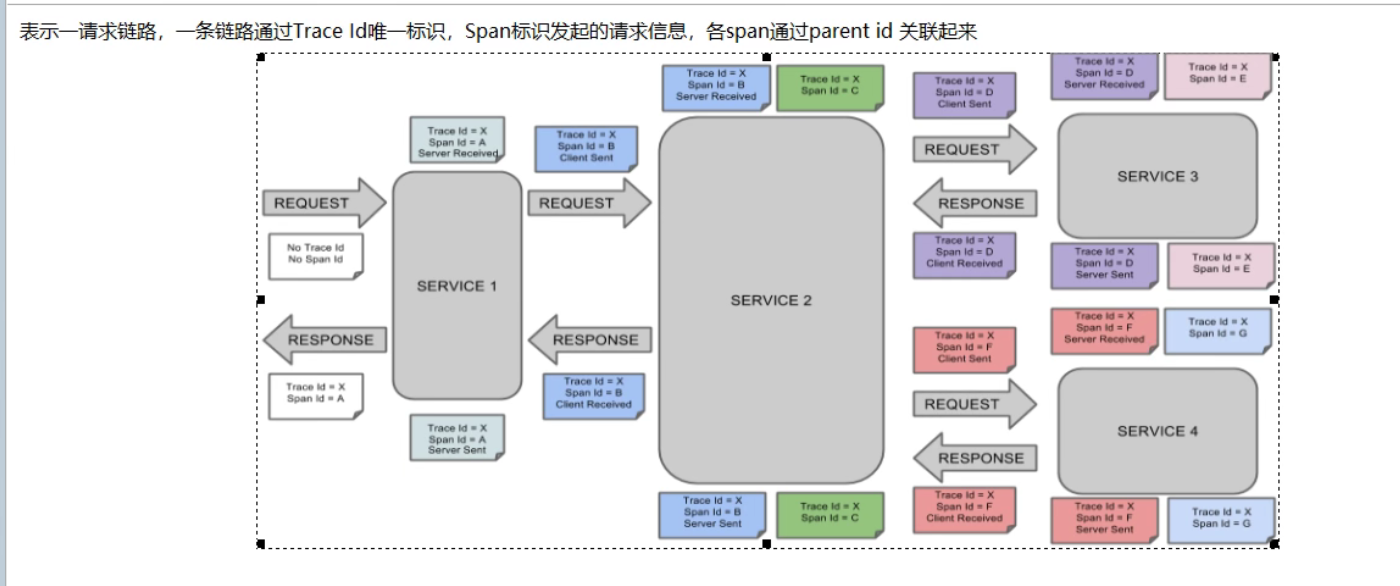 表示一请求链路，一条链路通过Trace Id唯一标识，Span标识发起的请求信息，各span通过parent id 关联起来
No Trace Id
No Span Id
REQUEST
RESPONSE
Trace Id = X
Span Id = A
Trace Id = X
Span Id = A
Server Received
SERVICE 1
Trace Id = X
Span Id = A
Server Sent
Trace Id = X
Span Id = B
Client Sent
REQUEST
RESPONSE
Trace Id = X
Span Id = B
Client Received
Trace Id = X
Span Id = B
Server Received
Trace Id = X
Span Id = C
SERVICE 2
Trace Id = X
Span Id = B
Server Sent
Trace Id = X
Span Id = C
Trace Id = X
Span Id = D
Client Sent
REQUEST
RESPONSE
Trace Id = X
Span Id = D
Client Received
Trace Id = X
Span Id = D
Server Received
Trace Id = X
Span Id = E
SERVICE 3
Trace Id = X
Span Id = D
Server Sent
Trace Id = X
Span Id = E
Trace Id = X
Span Id = F
Client Sent
REQUEST
RESPONSE
Trace Id = X
Span Id = F
Client Received
Trace Id = X
Span Id = F
Server Received
Trace Id = X
Span Id = G
SERVICE 4
Trace Id = X
Span Id = F
Server Sent
Trace Id = X
Span Id = G